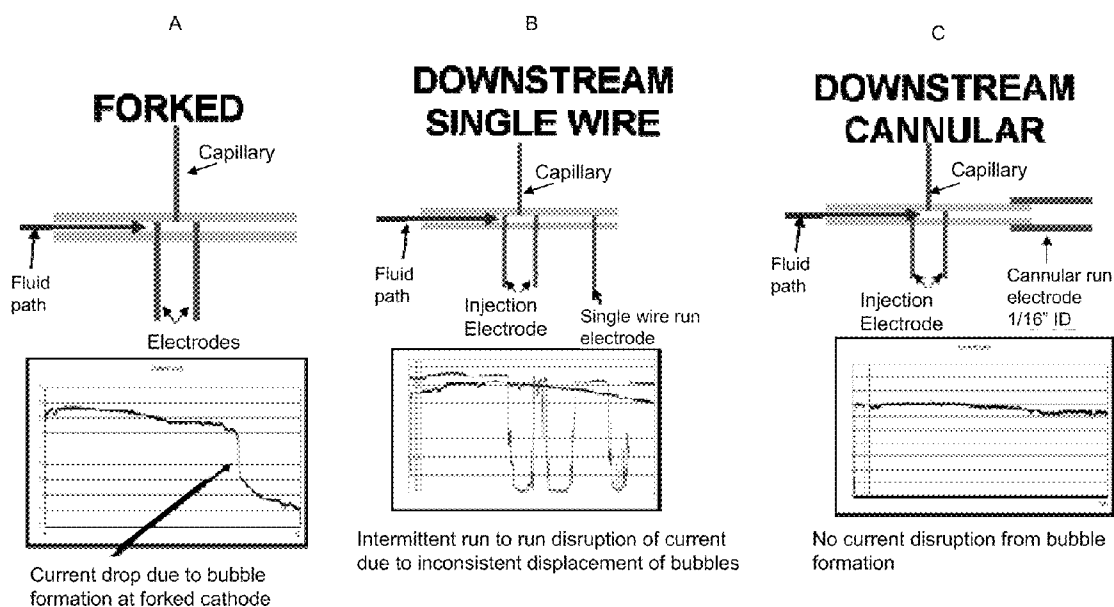 A
FORKED
Capillary
Fluid
path
Electrodes
Current drop due to bubble
formation at forked cathode
B
DOWNSTREAM
SINGLE WIRE
Capillary
Fluid
path
Injection
Electrode
Single wire run
electrode
Intermittent run to run disruption of current
due to inconsistent displacement of bubbles
C
DOWNSTREAM
CANNULAR
Capillary
Fluid
path
Injection
Electrode
Cannular run
electrode
1/16" ID
No current disruption from bubble
formation